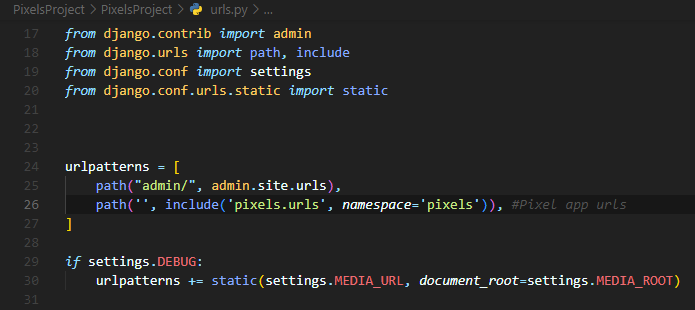 PixelsProject > PixelsProject > urls.py > ...
17 from django.contrib import admin
18 from django.urls import path, include
19 from django.conf import settings
20 from django.conf.urls.static import static
21
22
23
24 urlpatterns = [
25     path("admin/", admin.site.urls),
26     path('', include('pixels.urls', namespace='pixels')), #Pixel app urls
27 ]
28
29 if settings.DEBUG:
30     urlpatterns += static(settings.MEDIA_URL, document_root=settings.MEDIA_ROOT)
31